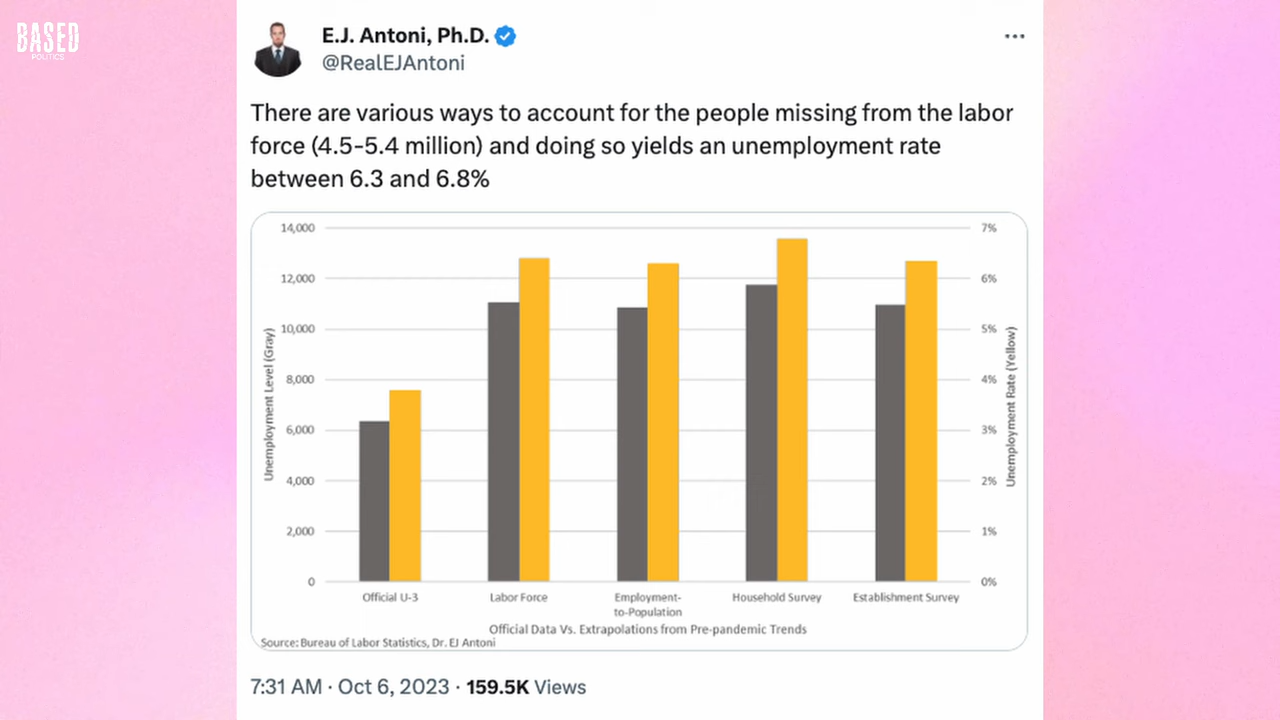 BASED
POLITICS
E.J. Antoni, Ph.D.
@RealEJAntoni
There are various ways to account for the people missing from the labor
force (4.5-5.4 million) and doing so yields an unemployment rate
between 6.3 and 6.8%
14,000
12,000
10,000
8,000
6,000
4,000
2,000
0
Unemployment Level (Gray)
7%
6%
5%
4%
3%
2%
1%
0%
Unemployment Rate (Yellow)
Official U-3
Labor Force
Employment-
to-Population
Household Survey
Establishment Survey
Official Data Vs. Extrapolations from Pre-pandemic Trends
Source: Bureau of Labor Statistics, Dr. EJ Antoni
7:31 AM · Oct 6, 2023 · 159.5K Views